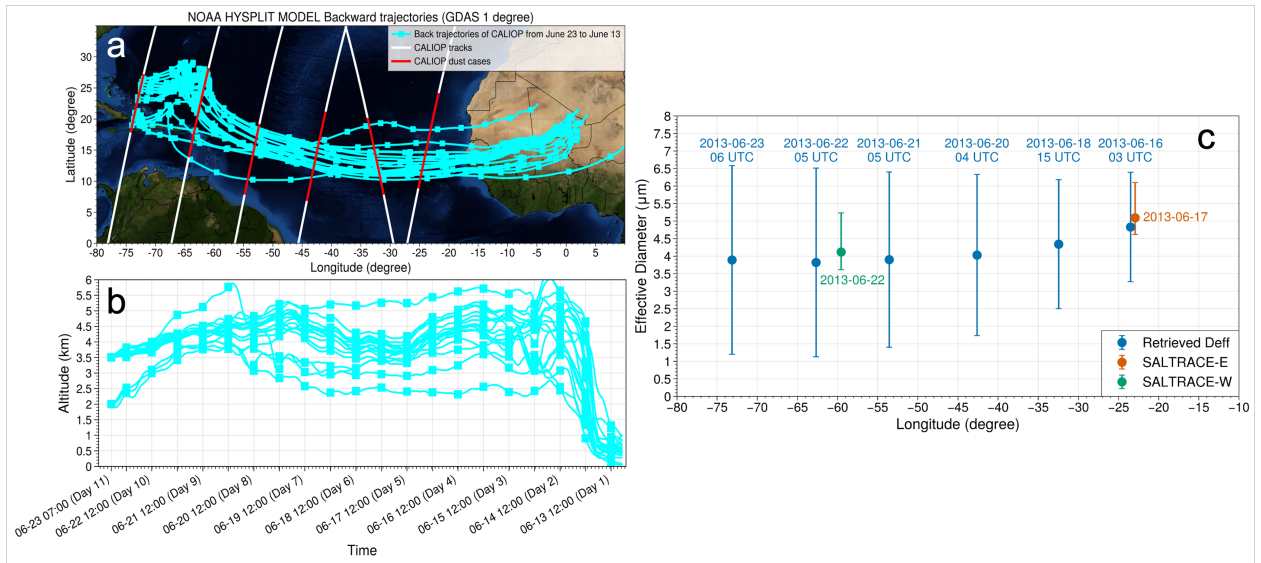 NOAA HYSPLIT MODEL Backward trajectories (GDAS 1 degree)
a
Back trajectories of CALIOP from June 23 to June 13
CALIOP tracks
CALIOP dust cases
Latitude (degree)
30
25
20
15
10
5
0
-80 -75 -70 -65 -60 -55 -50 -45 -40 -35 -30 -25 -20 -15 -10 -5 0 5
Longitude (degree)
b
Altitude (km)
6
5.5
5
4.5
4
3.5
3
2.5
2
1.5
1
0.5
0
06-23 07:00 (Day 11)
06-22 12:00 (Day 10)
06-21 12:00 (Day 9)
06-20 12:00 (Day 8)
06-19 12:00 (Day 7)
06-18 12:00 (Day 6)
06-17 12:00 (Day 5)
06-16 12:00 (Day 4)
06-15 12:00 (Day 3)
06-14 12:00 (Day 2)
06-13 12:00 (Day 1)
Time
c
Effective Diameter (μm)
8
7.5
7
6.5
6
5.5
5
4.5
4
3.5
3
2.5
2
1.5
1
0.5
0
2013-06-23
06 UTC
2013-06-22
05 UTC
2013-06-21
05 UTC
2013-06-20
04 UTC
2013-06-18
15 UTC
2013-06-16
03 UTC
2013-06-17
2013-06-22
Retrieved Deff
SALTRACE-E
SALTRACE-W
−80 −75 −70 −65 −60 −55 −50 −45 −40 −35 −30 −25 −20 −15 −10
Longitude (degree)